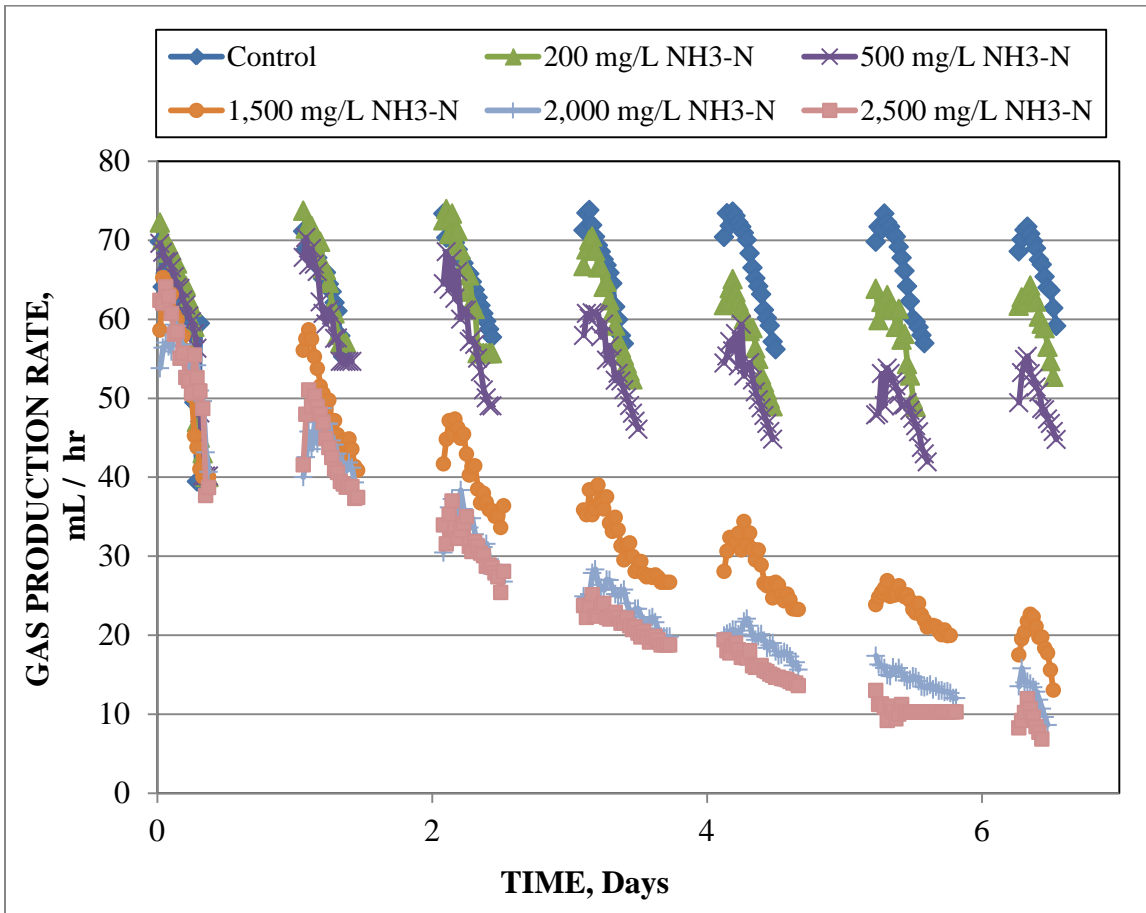 Control 200 mg/L NH3-N 500 mg/L NH3-N
1,500 mg/L NH3-N 2,000 mg/L NH3-N 2,500 mg/L NH3-N
GAS PRODUCTION RATE,
mL / hr
80
70
60
50
40
30
20
10
0
0 2 4 6
TIME, Days